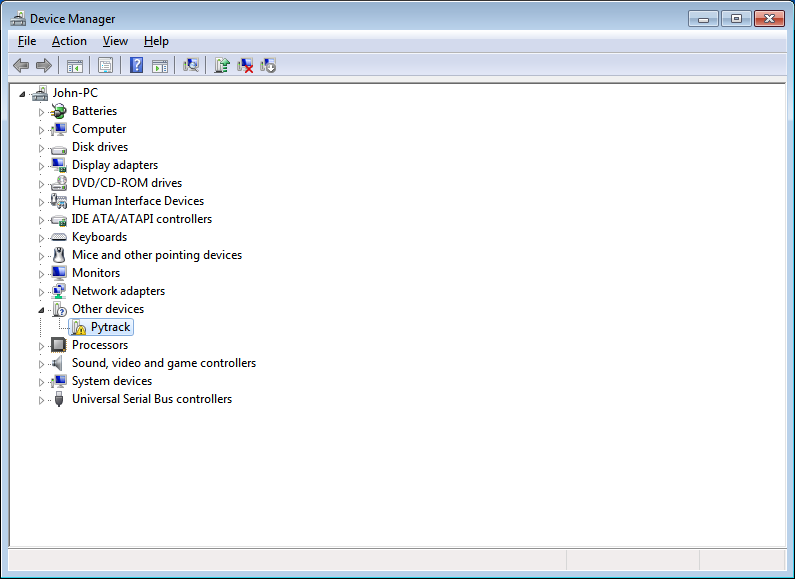 Device Manager
File Action View Help
John-PC
Batteries
Computer
Disk drives
Display adapters
DVD/CD-ROM drives
Human Interface Devices
IDE ATA/ATAPI controllers
Keyboards
Mice and other pointing devices
Monitors
Network adapters
Other devices
Pytrack
Processors
Sound, video and game controllers
System devices
Universal Serial Bus controllers